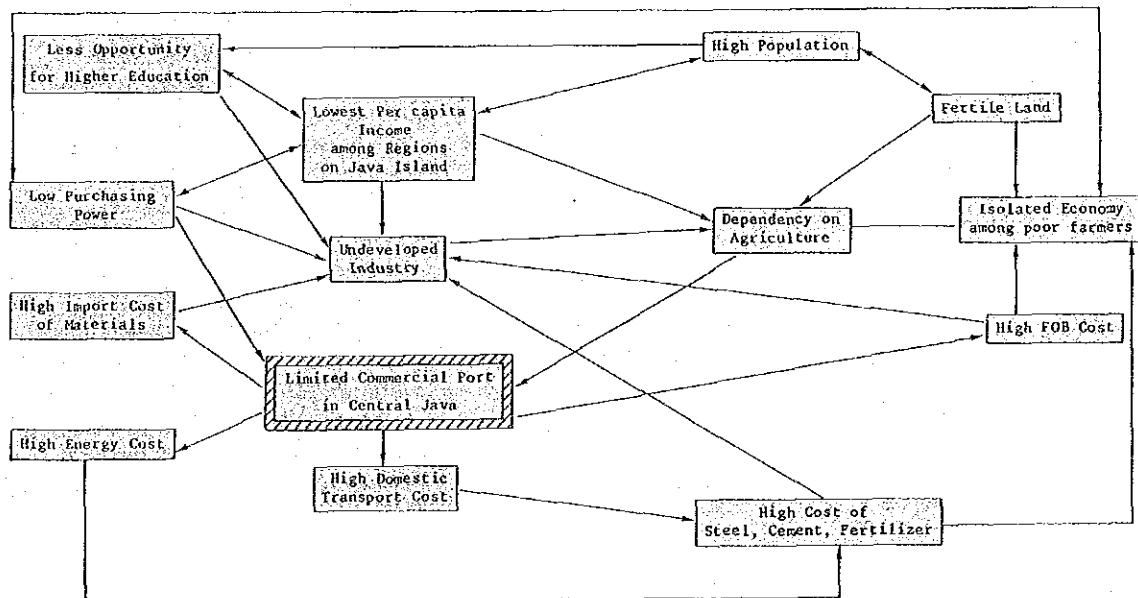 Less Opportunity
for Higher Education
High Population
Lowest Per capita
Income
among Regions
on Java Island
Fertile Land
Low Purchasing
Power
Undeveloped
Industry
Dependency on
Agriculture
Isolated Economy
among poor farmers
High Import Cost
of Materials
High FOB Cost
Limited Commercial Port
in Central Java
High Energy Cost
High Domestic
Transport Cost
High Cost of
Steel, Cement, Fertilizer